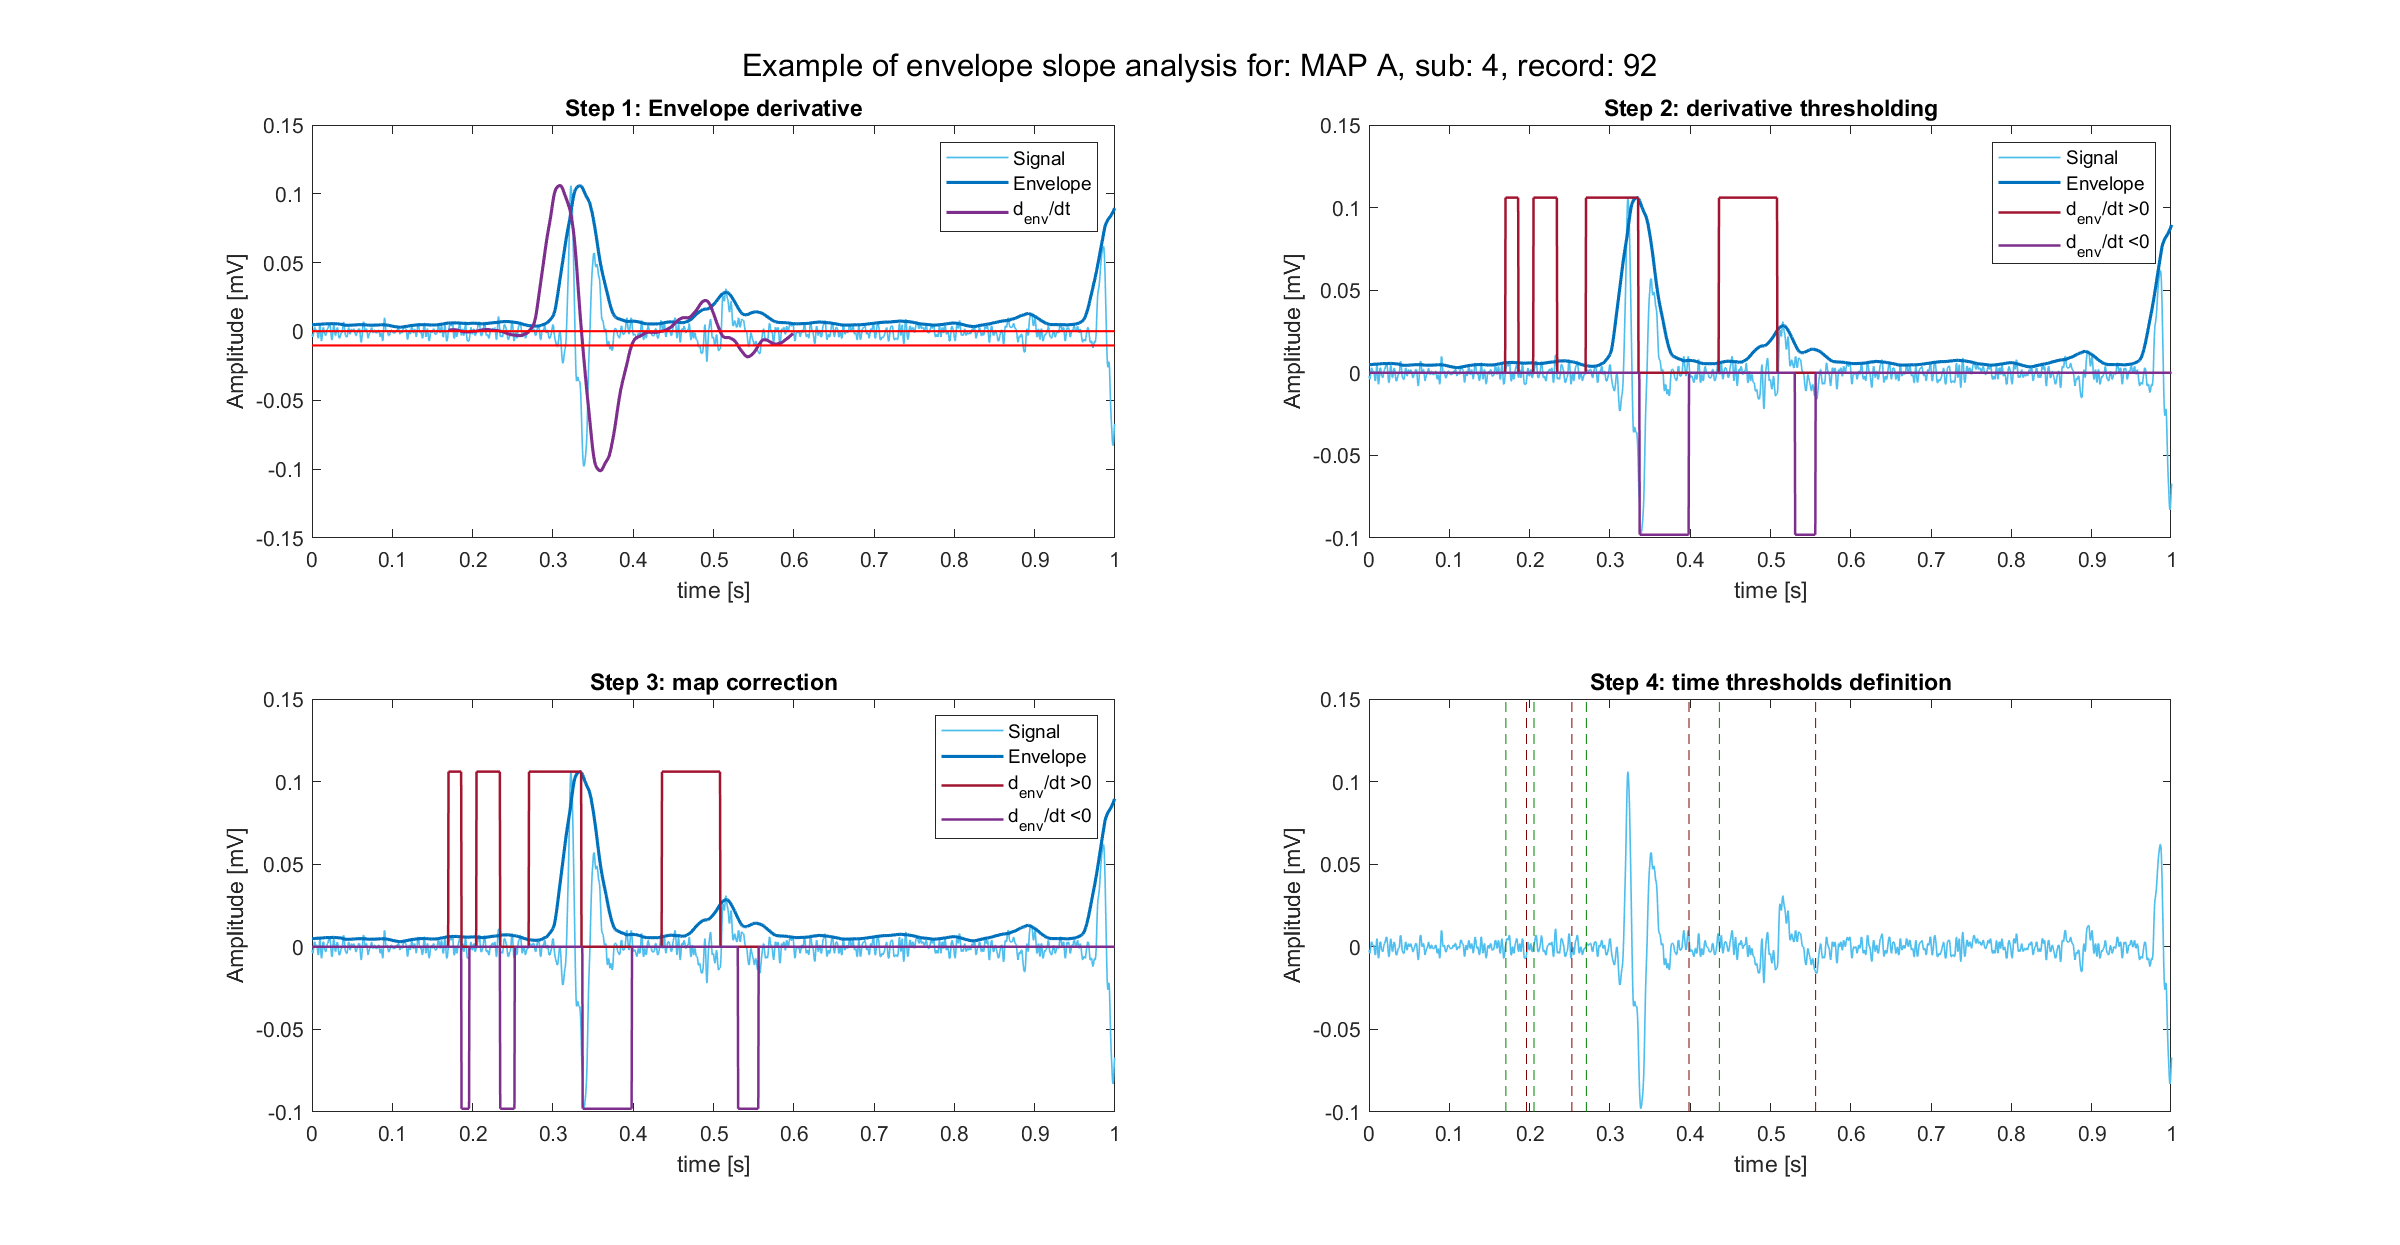 Example of envelope slope analysis for: MAP A, sub: 4, record: 92
Step 1: Envelope derivative
0.15
0.1
0.05
0
-0.05
-0.1
-0.15
Amplitude [mV]
0 0.1 0.2 0.3 0.4 0.5 0.6 0.7 0.8 0.9 1
time [s]
Signal
Envelope
d_env/dt
Step 2: derivative thresholding
0.15
0.1
0.05
0
-0.05
-0.1
Amplitude [mV]
0 0.1 0.2 0.3 0.4 0.5 0.6 0.7 0.8 0.9 1
time [s]
Signal
Envelope
d_env/dt >0
d_env/dt <0
Step 3: map correction
0.15
0.1
0.05
0
-0.05
-0.1
Amplitude [mV]
0 0.1 0.2 0.3 0.4 0.5 0.6 0.7 0.8 0.9 1
time [s]
Signal
Envelope
d_env/dt >0
d_env/dt <0
Step 4: time thresholds definition
0.15
0.1
0.05
0
-0.05
-0.1
Amplitude [mV]
0 0.1 0.2 0.3 0.4 0.5 0.6 0.7 0.8 0.9 1
time [s]